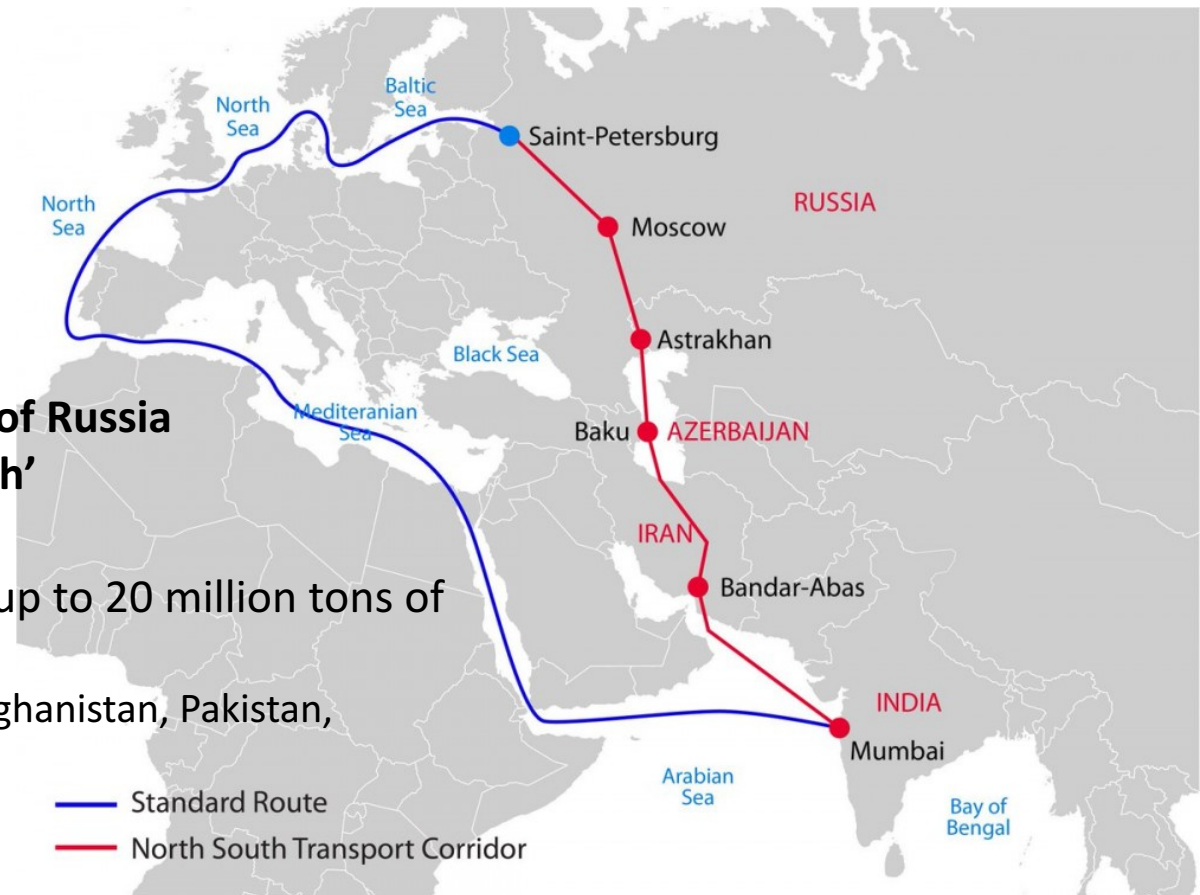 Baltic
Sea
North
Sea
Saint-Petersburg
North
Sea
RUSSIA
Moscow
Astrakhan
Black Sea
of Russia
Mediteranian
Sea
Baku
AZERBAIJAN
h’
IRAN
up to 20 million tons of
Bandar-Abas
ghanistan, Pakistan,
INDIA
Mumbai
Arabian
Sea
Bay of
Bengal
Standard Route
North South Transport Corridor